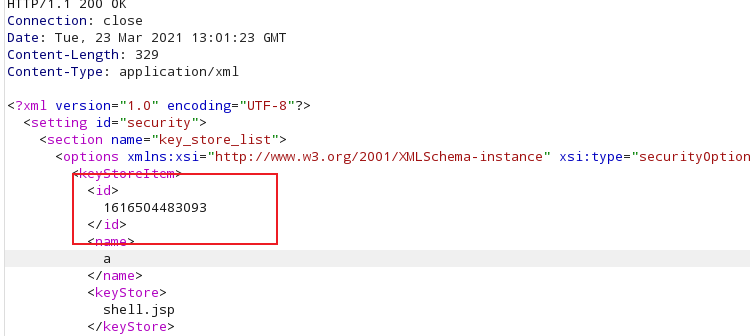 HTTP/1.1 200 OK
Connection: close
Date: Tue, 23 Mar 2021 13:01:23 GMT
Content-Length: 329
Content-Type: application/xml
<?xml version="1.0" encoding="UTF-8"?>
<setting id="security">
<section name="key_store_list">
<options xmlns:xsi="http://www.w3.org/2001/XMLSchema-instance" xsi:type="securityOption
<keyStoreItem>
<id>
1616504483093
</id>
<name>
a
</name>
<keyStore>
shell.jsp
</keyStore>